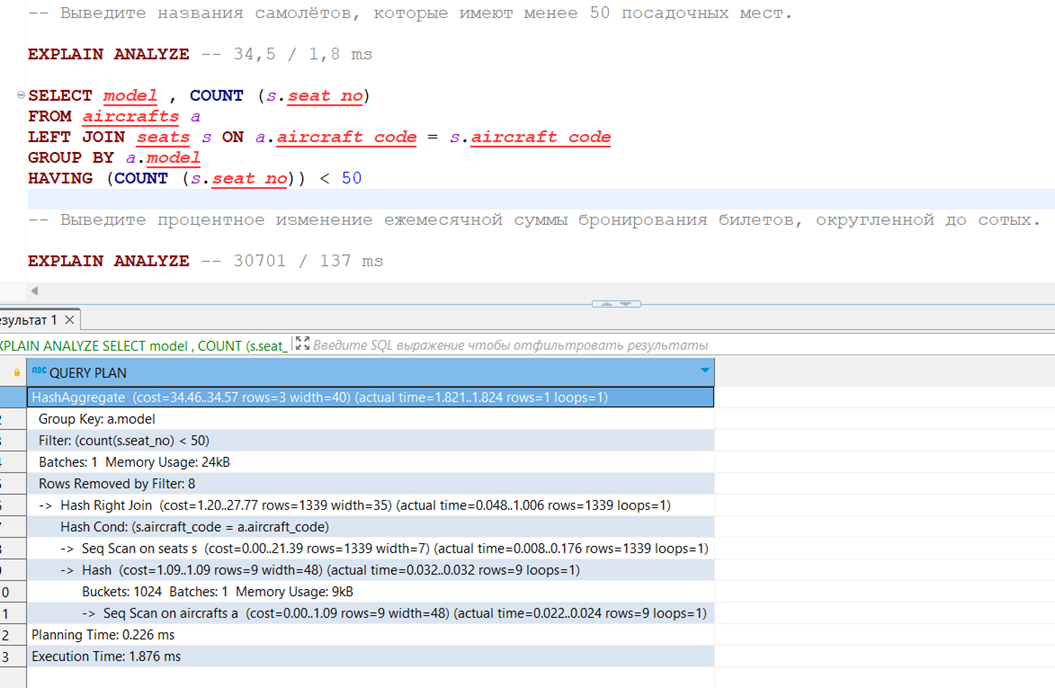 -- Выведите названия самолётов, которые имеют менее 50 посадочных мест.
EXPLAIN ANALYZE -- 34,5 / 1,8 ms
SELECT model , COUNT (s.seat_no)
FROM aircrafts a
LEFT JOIN seats s ON a.aircraft_code = s.aircraft_code
GROUP BY a.model
HAVING (COUNT (s.seat_no)) < 50
-- Выведите процентное изменение ежемесячной суммы бронирования билетов, округленной до сотых.
EXPLAIN ANALYZE -- 30701 / 137 ms
езультат 1
XPLAIN ANALYZE SELECT model , COUNT (s.seat_ Введите SQL выражение чтобы отфильтровать результаты
ABC QUERY PLAN
HashAggregate (cost=34.46..34.57 rows=3 width=40) (actual time=1.821..1.824 rows=1 loops=1)
2 Group Key: a.model
3 Filter: (count(s.seat_no) < 50)
4 Batches: 1 Memory Usage: 24kB
5 Rows Removed by Filter: 8
6 -> Hash Right Join (cost=1.20..27.77 rows=1339 width=35) (actual time=0.048..1.006 rows=1339 loops=1)
7 Hash Cond: (s.aircraft_code = a.aircraft_code)
8 -> Seq Scan on seats s (cost=0.00..21.39 rows=1339 width=7) (actual time=0.008..0.176 rows=1339 loops=1)
9 -> Hash (cost=1.09..1.09 rows=9 width=48) (actual time=0.032..0.032 rows=9 loops=1)
0 Buckets: 1024 Batches: 1 Memory Usage: 9kB
1 -> Seq Scan on aircrafts a (cost=0.00..1.09 rows=9 width=48) (actual time=0.022..0.024 rows=9 loops=1)
2 Planning Time: 0.226 ms
3 Execution Time: 1.876 ms